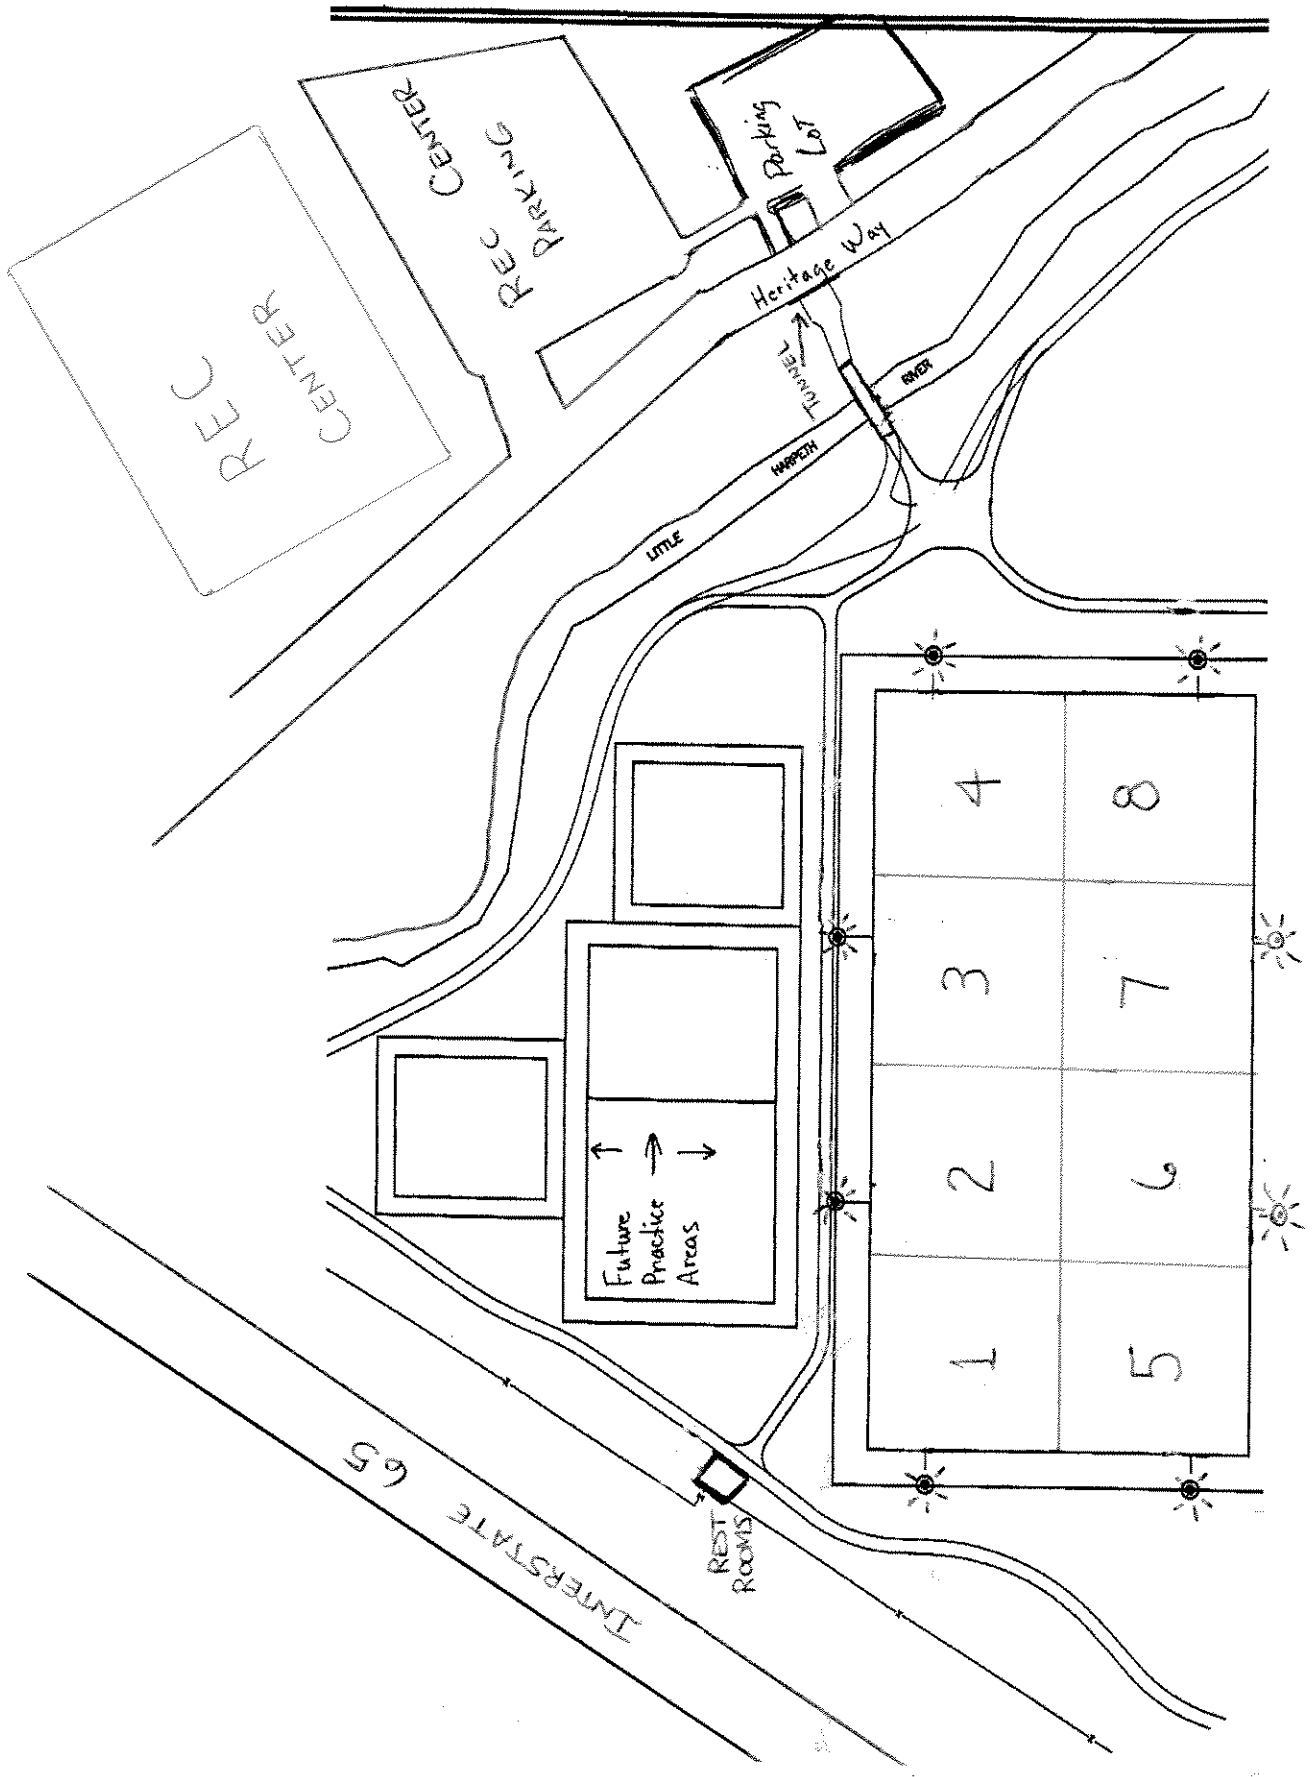 REC
CENTER
REC CENTER
PARKING
Parking
Lot
Heritage Way
TUNNEL
LITTLE
HARPETH
RIVER
INTERSTATE 65
REST
ROOMS
Future
Practice
Areas
1
2
3
4
5
6
7
8